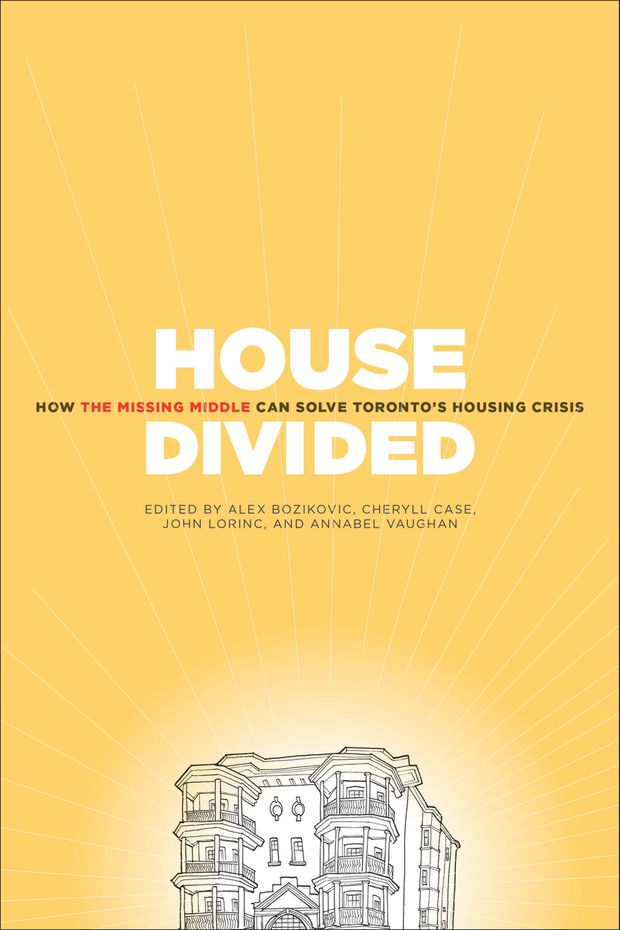 HOUSE
HOW THE MISSING MIDDLE CAN SOLVE TORONTO'S HOUSING CRISIS
DIVIDED
EDITED BY ALEX BOZIKOVIC, CHERYLL CASE,
JOHN LORINC, AND ANNABEL VAUGHAN